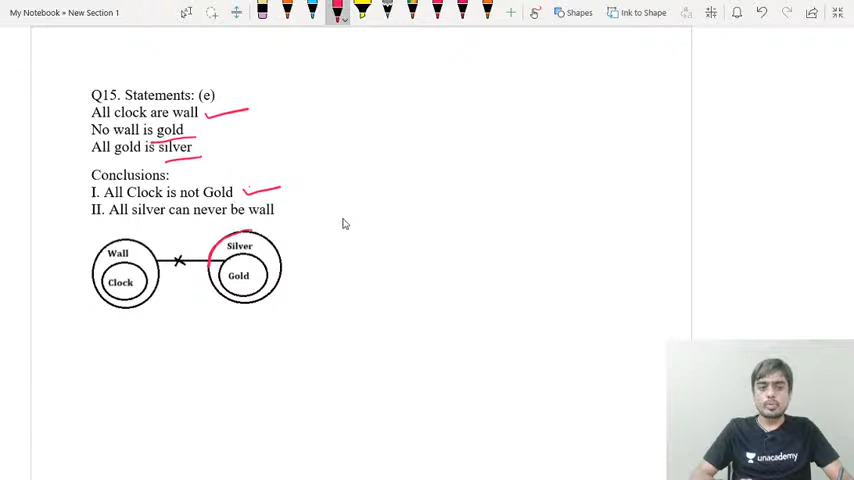 My Notebook » New Section 1
Shapes
Ink to Shape
Q15. Statements: (e)
All clock are wall
No wall is gold
All gold is silver
Conclusions:
I. All Clock is not Gold
II. All silver can never be wall
Wall
Clock
Silver
Gold
unacademy